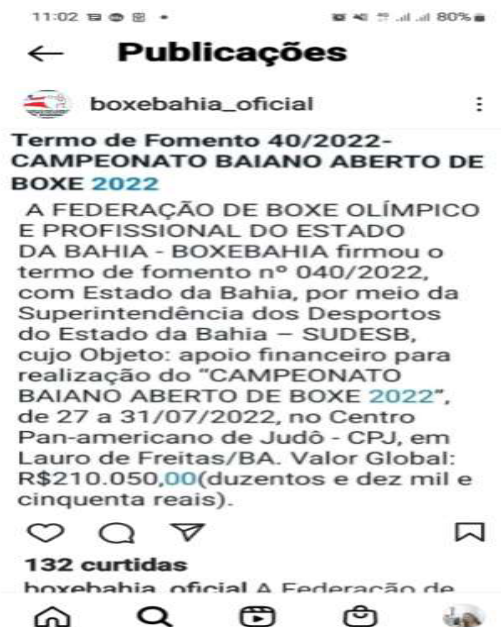 11:02
80%
Publicações
boxebahia_oficial
Termo de Fomento 40/2022-
CAMPEONATO BAIANO ABERTO DE
BOXE 2022
A FEDERAÇÃO DE BOXE OLÍMPICO
E PROFISSIONAL DO ESTADO
DA BAHIA - BOXEBAHIA firmou o
termo de fomento nº 040/2022,
com Estado da Bahia, por meio da
Superintendência dos Desportos
do Estado da Bahia – SUDESB,
cujo Objeto: apoio financeiro para
realização do “CAMPEONATO
BAIANO ABERTO DE BOXE 2022”,
de 27 a 31/07/2022, no Centro
Pan-americano de Judô - CPJ, em
Lauro de Freitas/BA. Valor Global:
R$210.050,00(duzentos e dez mil e
cinquenta reais).
132 curtidas
boxebahia_oficial A Federação de